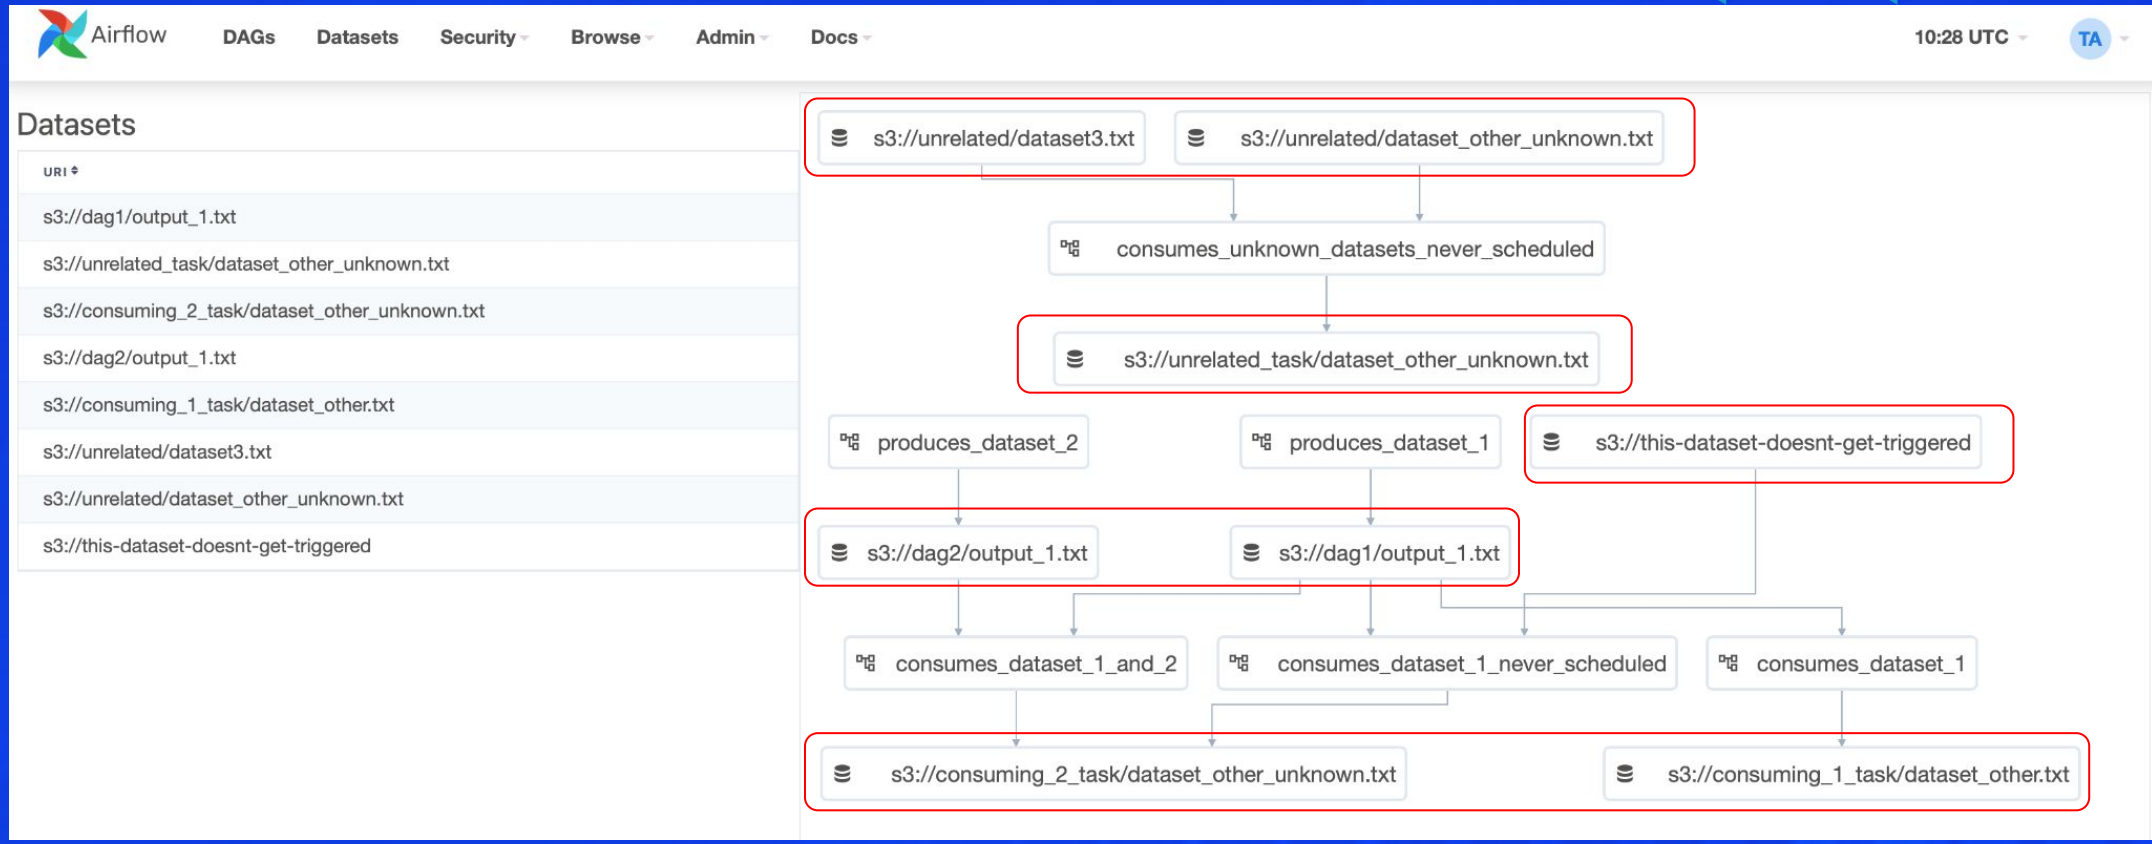 Airflow DAGs Datasets Security Browse Admin Docs 10:28 UTC TA
Datasets
URI
s3://dag1/output_1.txt
s3://unrelated_task/dataset_other_unknown.txt
s3://consuming_2_task/dataset_other_unknown.txt
s3://dag2/output_1.txt
s3://consuming_1_task/dataset_other.txt
s3://unrelated/dataset3.txt
s3://unrelated/dataset_other_unknown.txt
s3://this-dataset-doesnt-get-triggered
s3://unrelated/dataset3.txt s3://unrelated/dataset_other_unknown.txt
consumes_unknown_datasets_never_scheduled
s3://unrelated_task/dataset_other_unknown.txt
produces_dataset_2 produces_dataset_1 s3://this-dataset-doesnt-get-triggered
s3://dag2/output_1.txt s3://dag1/output_1.txt
consumes_dataset_1_and_2 consumes_dataset_1_never_scheduled consumes_dataset_1
s3://consuming_2_task/dataset_other_unknown.txt s3://consuming_1_task/dataset_other.txt